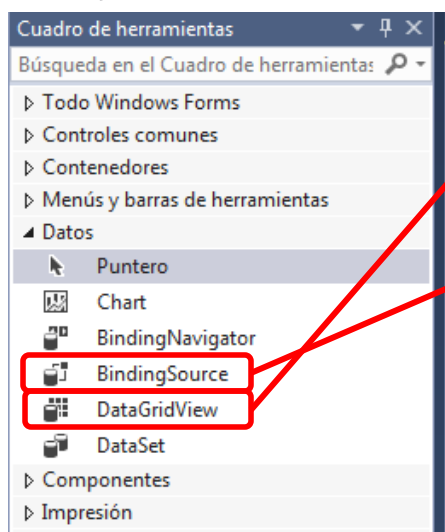 Cuadro de herramientas
Búsqueda en el Cuadro de herramientas
Todo Windows Forms
Controles comunes
Contenedores
Menús y barras de herramientas
Datos
Puntero
Chart
BindingNavigator
BindingSource
DataGridView
DataSet
Componentes
Impresión